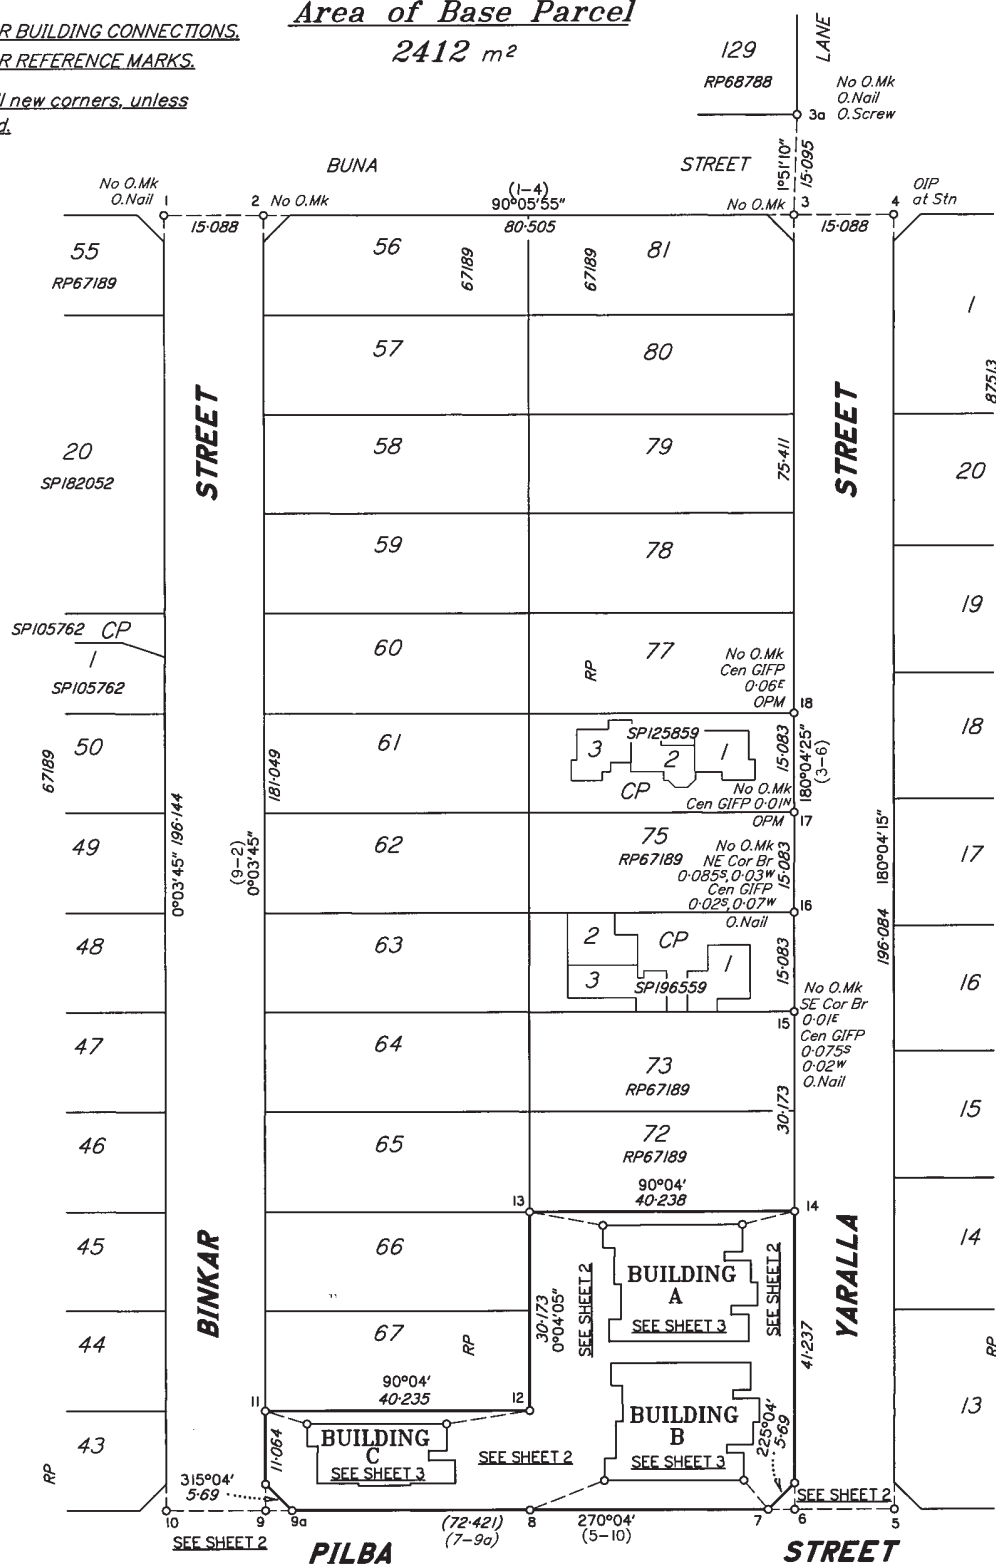 R BUILDING CONNECTIONS.
R REFERENCE MARKS.
new corners, unless
d.
Area of Base Parcel
2412 m²
129
RP68788
LANE
No O.Mk
O.Nail
O.Screw
3a
BUNA
STREET
1°51'10"
15·095
No O.Mk
O.Nail
1
2
No O.Mk
(1-4)
90°05'55"
No O.Mk
3
4
OIP
at Stn
15·088
80·505
15·088
55
RP67189
56
67189
67189
81
1
87513
57
80
STREET
58
79
75·411
STREET
20
SP182052
20
59
78
19
SP105762 CP
1
SP105762
60
RP
77
No O.Mk
Cen GIFP
0·06E
OPM
18
67189
50
181·049
61
SP125859
3
2
1
CP
15·083
180°04'25"
(3-6)
18
No O.Mk
Cen GIFP 0·01N
OPM
17
49
0°03'45" 196·144
(9-2)
0°03'45"
62
75
RP67189
No O.Mk
NE Cor Br
0·085S, 0·03W
Cen GIFP
0·02S, 0·07W
15·083
16
O.Nail
196·084 180°04'15"
17
48
63
2
CP
3
1
SP196559
15·083
15
16
No O.Mk
SE Cor Br
0·01E
Cen GIFP
0·075S
0·02W
O.Nail
47
64
73
RP67189
30·173
15
46
65
72
RP67189
90°04'
40·238
13
14
45
BINKAR
66
30·173
0°04'05"
SEE SHEET 2
BUILDING
A
SEE SHEET 3
SEE SHEET 2
YARALLA
14
44
67
RP
41·237
RP
90°04'
40·235
11
12
43
RP
11·064
BUILDING
C
SEE SHEET 3
SEE SHEET 2
BUILDING
B
SEE SHEET 3
225°04'
5·69
13
315°04'
5·69
SEE SHEET 2
10
9
9a
(72·421)
(7-9a)
8
270°04'
(5-10)
7
6
5
SEE SHEET 2
PILBA
STREET